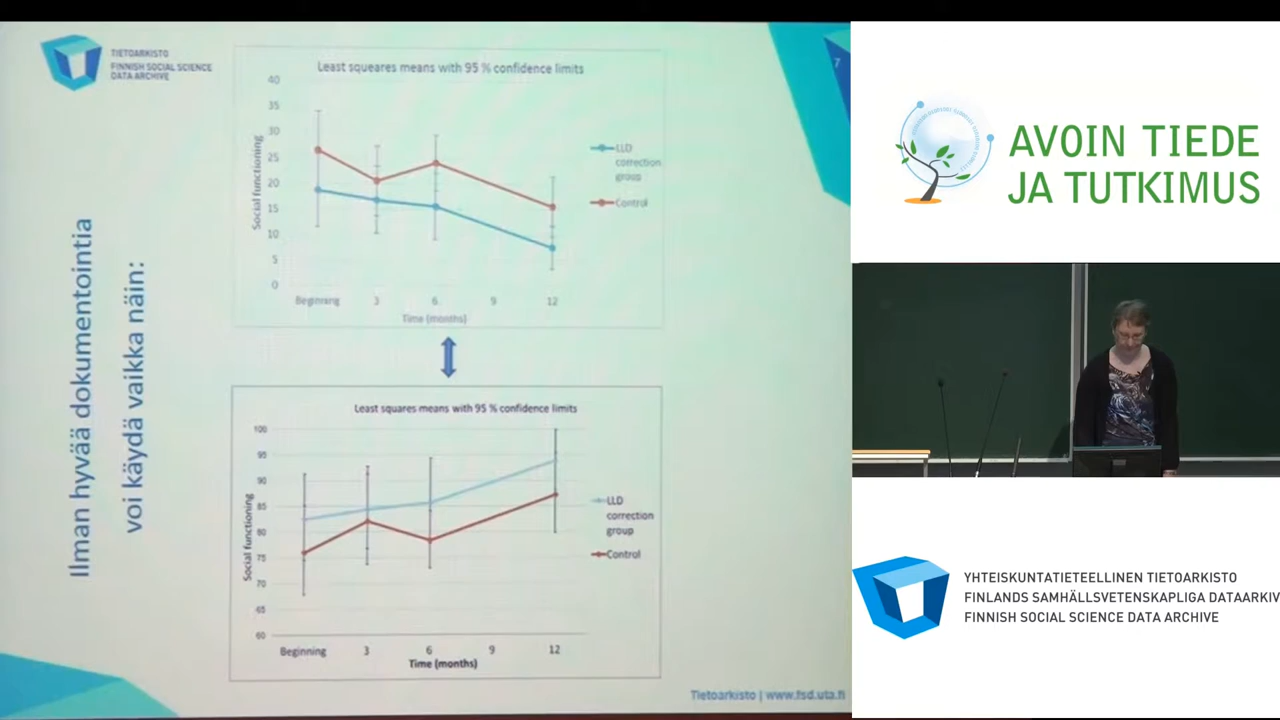 TIETOARKISTO
FINNISH SOCIAL SCIENCE
DATA ARCHIVE
7
Ilman hyvää dokumentointia
voi käydä vaikka näin:
Least squeares means with 95 % confidence limits
40
35
30
25
20
15
10
5
0
Social functioning
Beginning 3 6 9 12
Time (months)
LLD
correction
group
Control
Least squares means with 95 % confidence limits
100
95
90
85
80
75
70
65
60
Social functioning
Beginning 3 6 9 12
Time (months)
LLD
correction
group
Control
Tietoarkisto | www.fsd.uta.fi
AVOIN TIEDE
JA TUTKIMUS
YHTEISKUNTATIETEELLINEN TIETOARKISTO
FINLANDS SAMHÄLLSVETENSKAPLIGA DATAARKIV
FINNISH SOCIAL SCIENCE DATA ARCHIVE